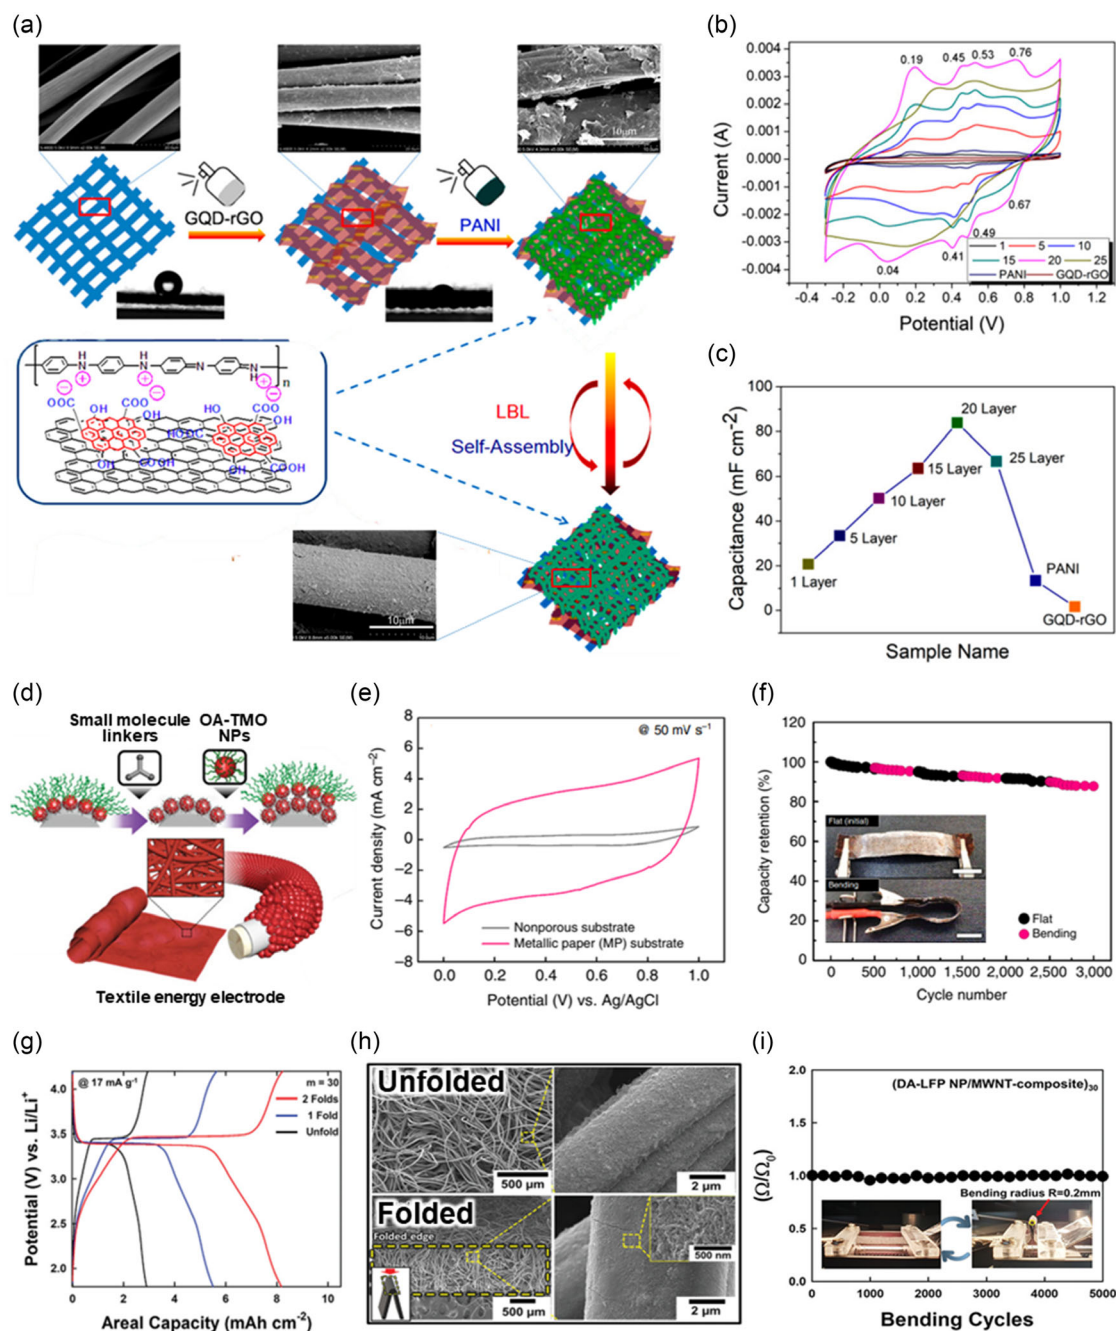 (a)
10μm
GQD-rGO
PANI
H
N
H
N
N
N
H
n
OOC
OH
COO
OH
HO
COO
OH
HOOC
OH
COOH
OH
COOH
LBL
Self-Assembly
10μm
(b)
Current (A)
0.004
0.003
0.002
0.001
0.000
-0.001
-0.002
-0.003
-0.004
0.19
0.45
0.53
0.76
0.67
0.49
0.41
0.04
1 5 10
15 20 25
PANI GQD-rGO
-0.4 -0.2 0.0 0.2 0.4 0.6 0.8 1.0 1.2
Potential (V)
(c)
Capacitance (mF cm-2)
100
80
60
40
20
0
1 Layer
5 Layer
10 Layer
15 Layer
20 Layer
25 Layer
PANI
GQD-rGO
Sample Name
(d)
Small molecule
linkers
OA-TMO
NPs
Textile energy electrode
(e)
Current density (mA cm⁻²)
8
6
4
2
0
−2
−4
−6
−8
@ 50 mV s⁻¹
Nonporous substrate
Metallic paper (MP) substrate
0.0 0.2 0.4 0.6 0.8 1.0
Potential (V) vs. Ag/AgCl
(f)
Capacity retention (%)
120
100
80
60
40
20
0
Flat (initial)
Bending
Flat
Bending
0 500 1,000 1,500 2,000 2,500 3,000
Cycle number
(g)
Potential (V) vs. Li/Li⁺
4.0
3.5
3.0
2.5
2.0
@ 17 mA g⁻¹
m = 30
2 Folds
1 Fold
Unfold
0 2 4 6 8 10
Areal Capacity (mAh cm⁻²)
(h)
Unfolded
500 μm
2 μm
Folded
Folded edge
500 μm
500 nm
2 μm
(i)
(Ω/Ω₀)
2.0
1.5
1.0
0.5
0.0
(DA-LFP NP/MWNT-composite)₃₀
Bending radius R=0.2mm
0 1000 2000 3000 4000 5000
Bending Cycles